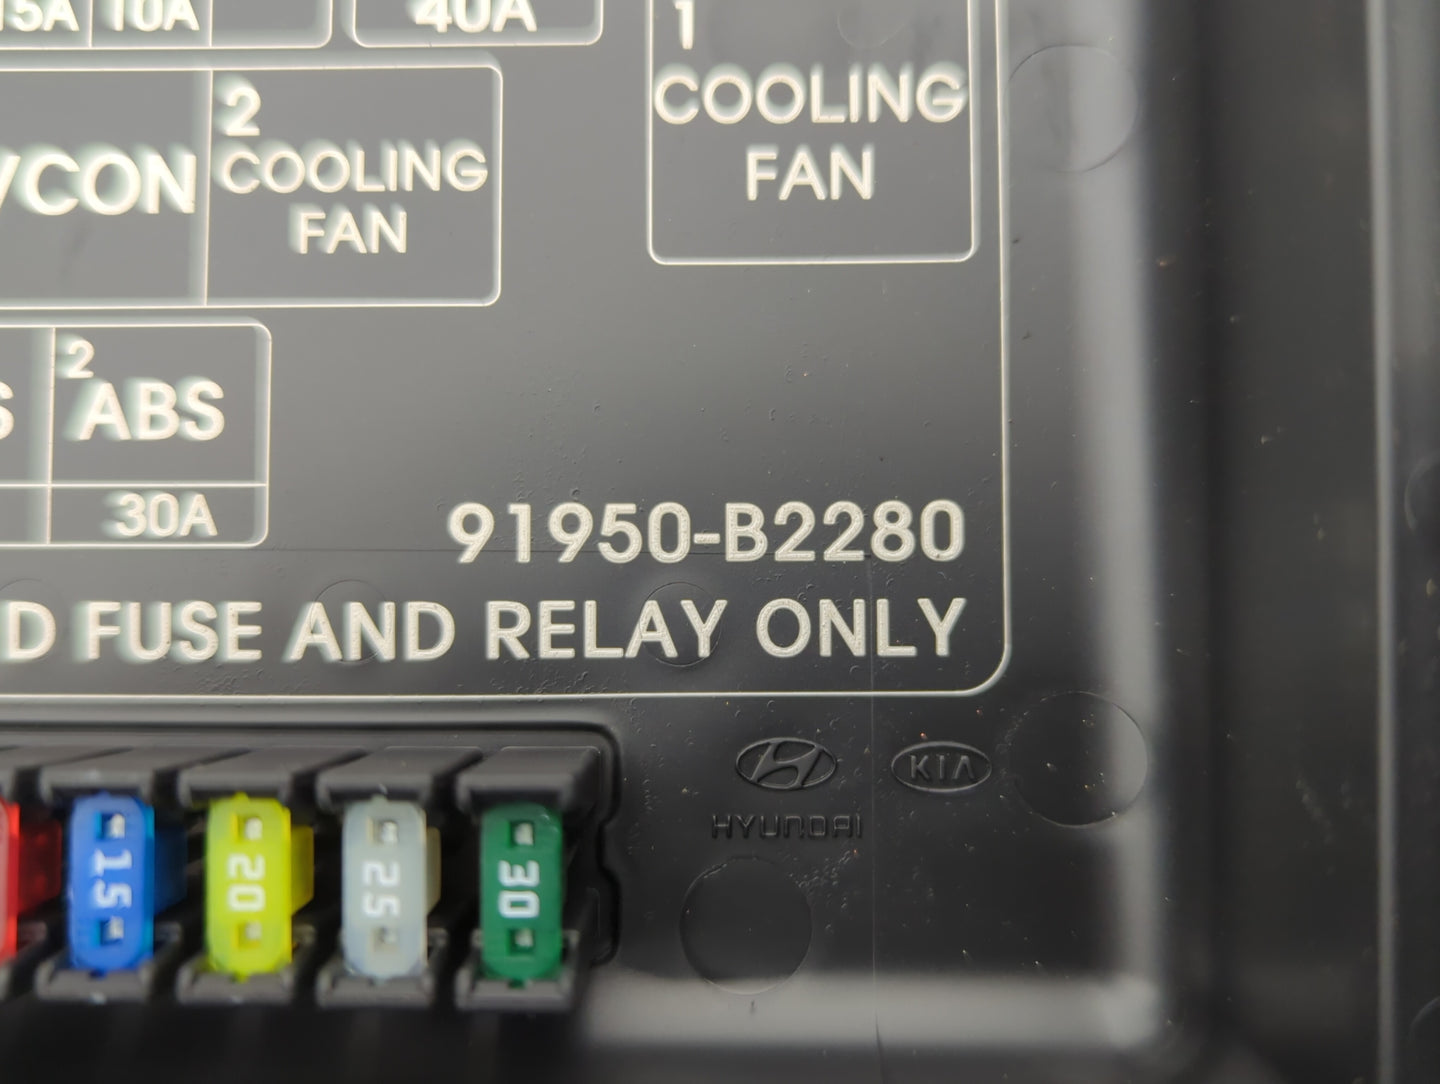 15A 10A
40A
1
COOLING
FAN
/CON
2
COOLING
FAN
S
2
ABS
30A
91950-B2280
D FUSE AND RELAY ONLY
HYUNDAI
KIA
15
20
25
30